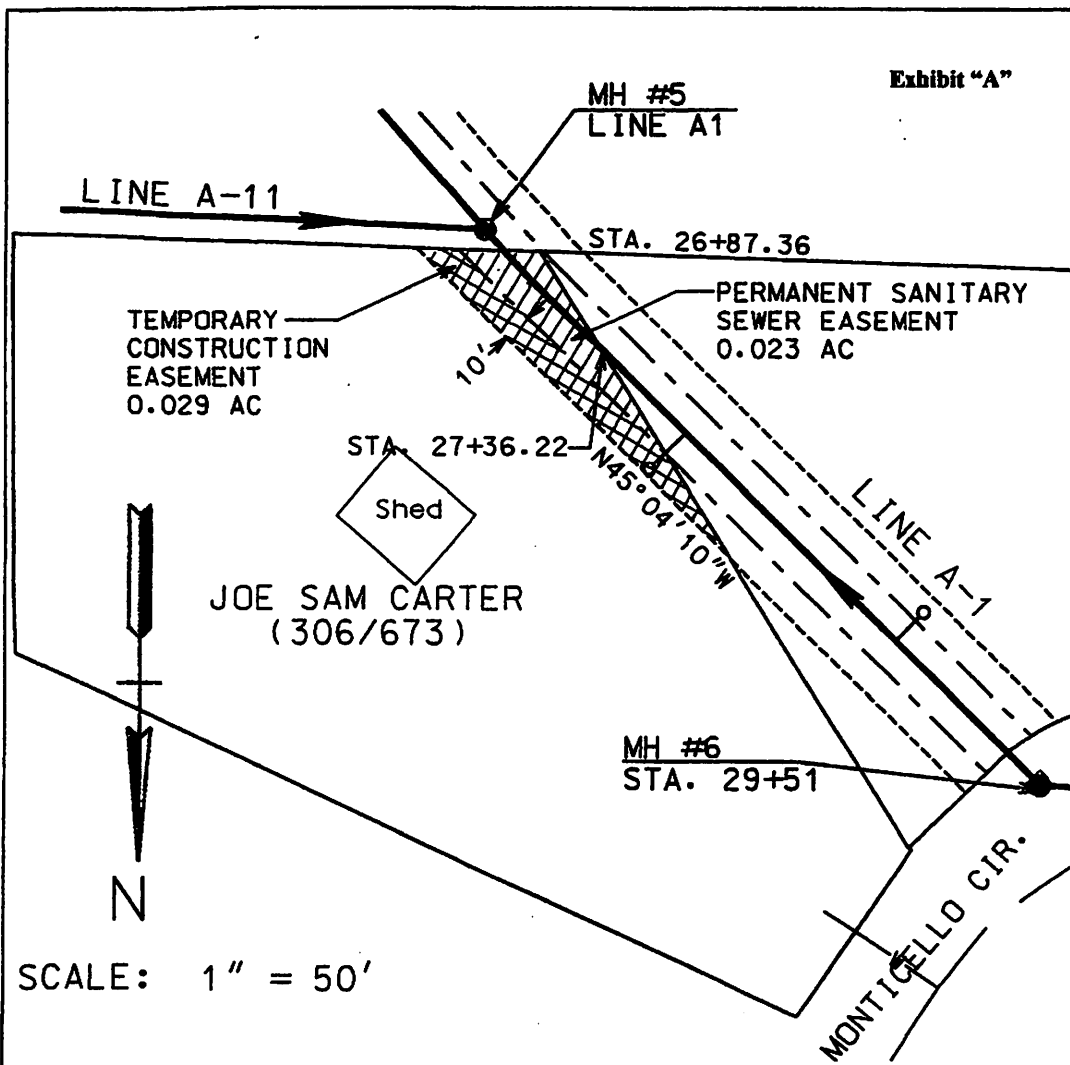 Exhibit “A”
MH #5
LINE A1
LINE A-11
STA. 26+87.36
PERMANENT SANITARY
SEWER EASEMENT
0.023 AC
TEMPORARY
CONSTRUCTION
EASEMENT
0.029 AC
10'
STA. 27+36.22
N45°04'10"W
LINE A-1
Shed
JOE SAM CARTER
(306/673)
MH #6
STA. 29+51
MONTICELLO CIR.
N
SCALE: 1" = 50'